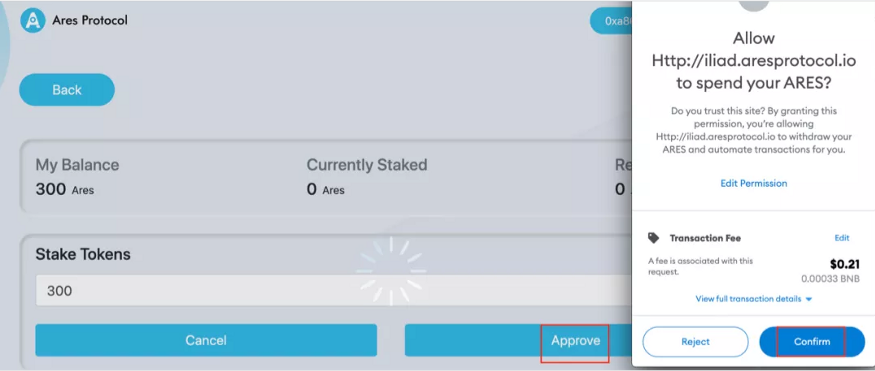 Ares Protocol
0xa8
Back
My Balance
300 Ares
Currently Staked
0 Ares
Re
0
Stake Tokens
300
Cancel
Approve
Allow
Http://iliad.aresprotocol.io
to spend your ARES?
Do you trust this site? By granting this
permission, you're allowing
Http://iliad.aresprotocol.io to withdraw your
ARES and automate transactions for you.
Edit Permission
Transaction Fee
Edit
A fee is associated with this
request.
$0.21
0.00033 BNB
View full transaction details
Reject
Confirm